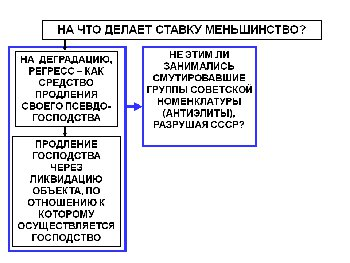 НА ЧТО ДЕЛАЕТ СТАВКУ МЕНЬШИНСТВО?
НА ДЕГРАДАЦИЮ,
РЕГРЕСС – КАК
СРЕДСТВО
ПРОДЛЕНИЯ
СВОЕГО ПСЕВДО-
ГОСПОДСТВА
ПРОДЛЕНИЕ
ГОСПОДСТВА
ЧЕРЕЗ
ЛИКВИДАЦИЮ
ОБЪЕКТА, ПО
ОТНОШЕНИЮ К
КОТОРОМУ
ОСУЩЕСТВЛЯЕТСЯ
ГОСПОДСТВО
НЕ ЭТИМ ЛИ
ЗАНИМАЛИСЬ
СМУТИРОВАВШИЕ
ГРУППЫ СОВЕТСКОЙ
НОМЕНКЛАТУРЫ
(АНТИЭЛИТЫ),
РАЗРУШАЯ СССР?